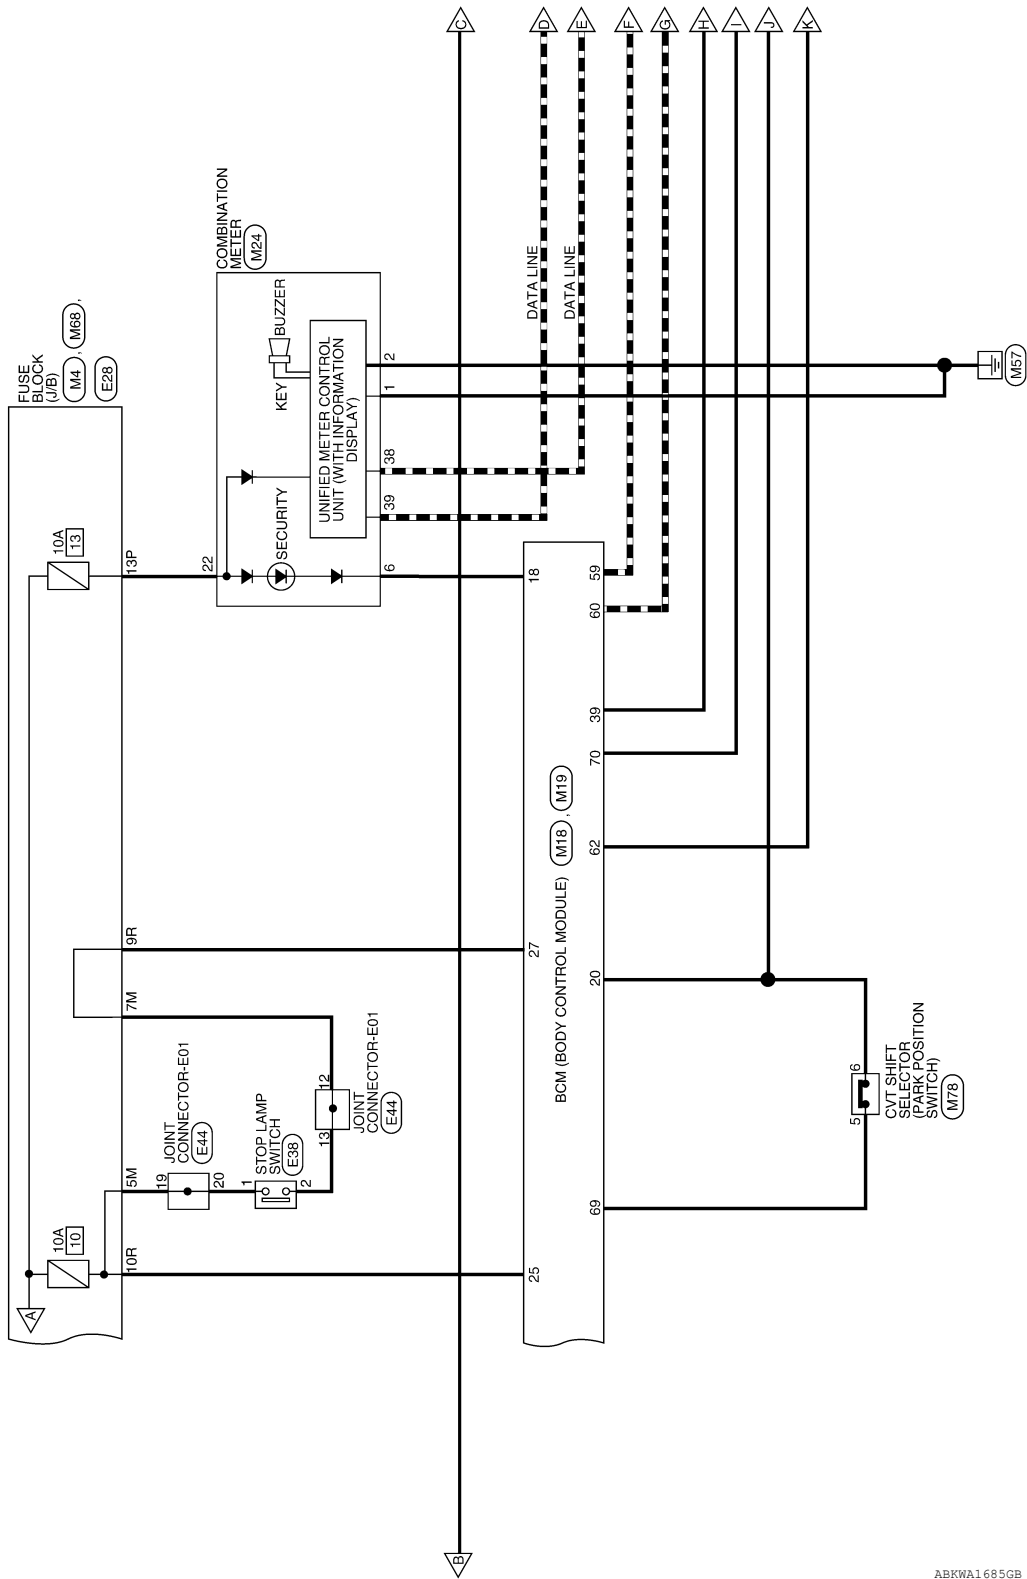 A
10A
10
10R
5M
19
JOINT
CONNECTOR-E01
E44
20
1
STOP LAMP
SWITCH
E38
2
13
12
JOINT
CONNECTOR-E01
E44
7M
9R
10A
13
13P
FUSE
BLOCK
(J/B)
M4 , M68 ,
E28
22
SECURITY
KEY
BUZZER
COMBINATION
METER
M24
UNIFIED METER CONTROL
UNIT (WITH INFORMATION
DISPLAY)
6
39
38
1
2
B
C
DATA LINE
D
DATA LINE
E
F
G
H
I
J
K
25
27
18
BCM (BODY CONTROL MODULE) M18 , M19
69
20
62
70
39
60
59
5
6
CVT SHIFT
SELECTOR
(PARK POSITION
SWITCH)
M78
M57
ABKWA1685GB